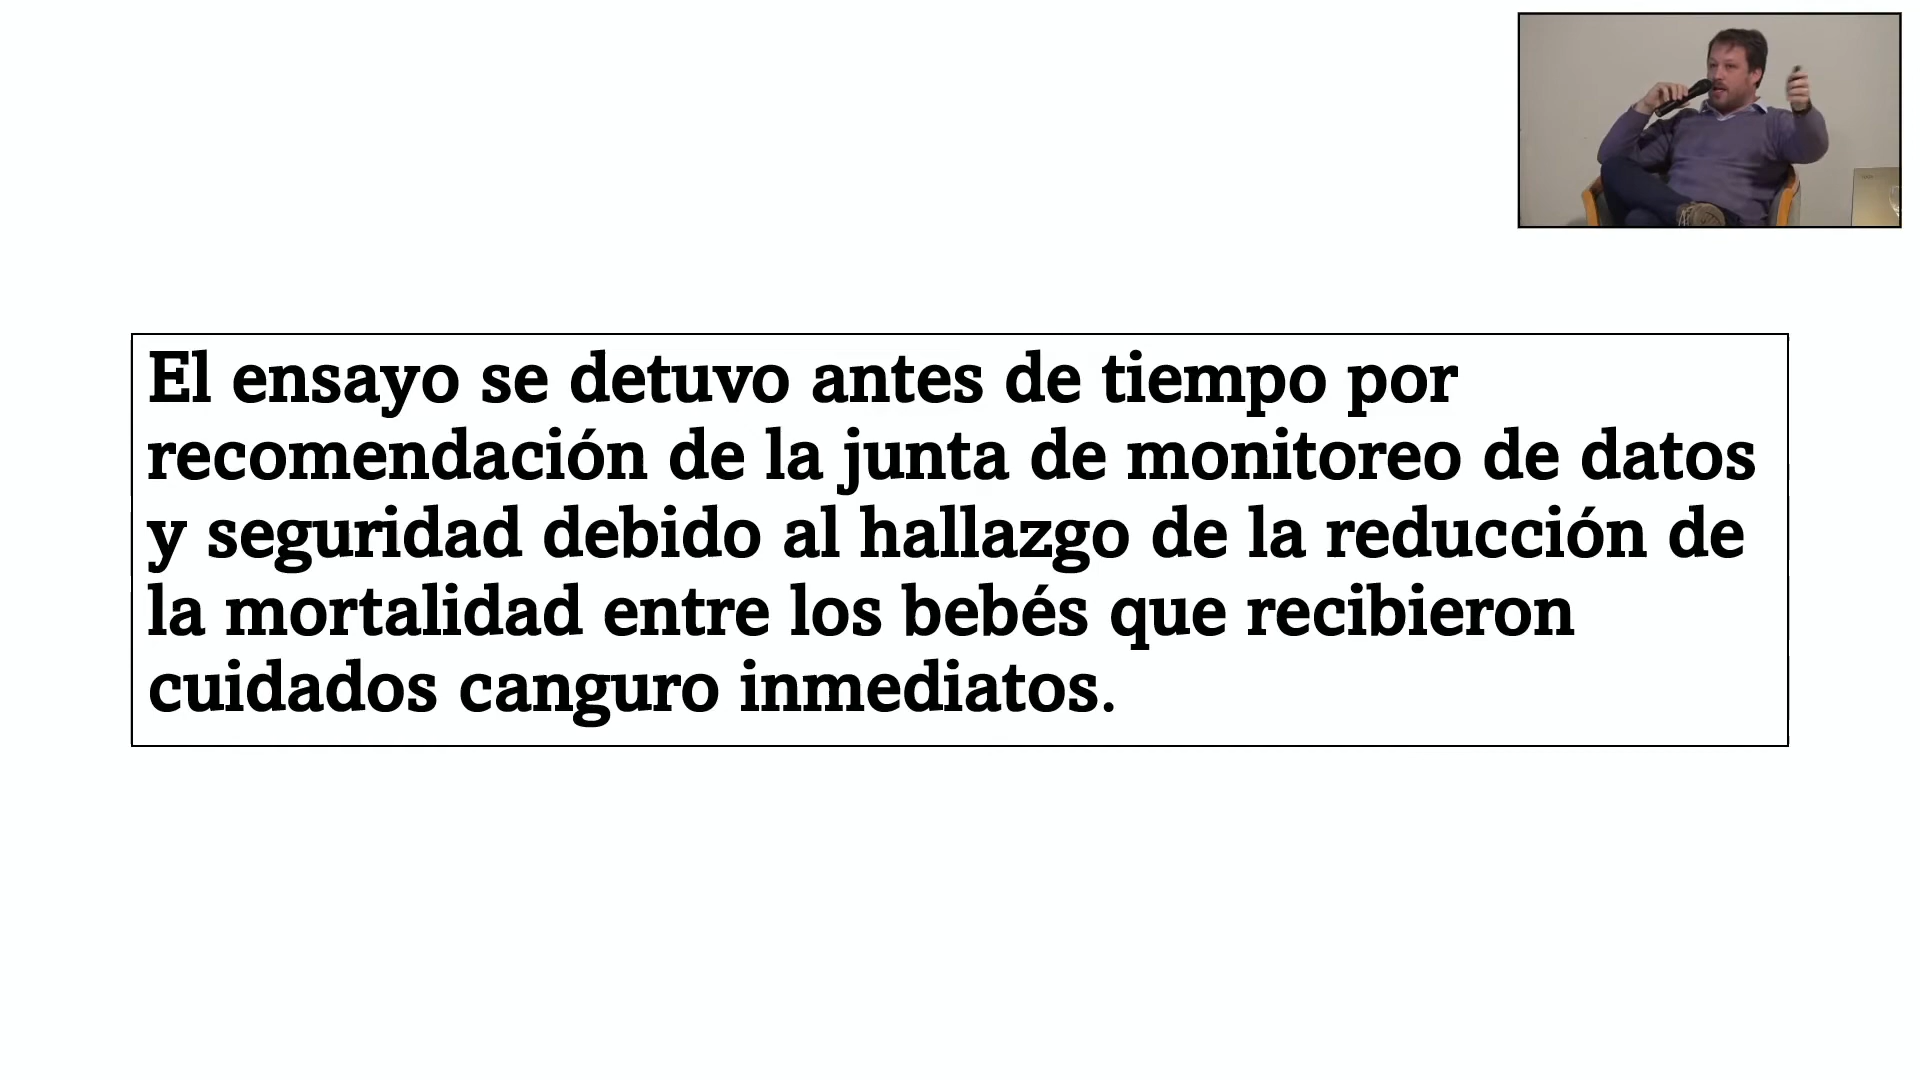 El ensayo se detuvo antes de tiempo por
recomendación de la junta de monitoreo de datos
y seguridad debido al hallazgo de la reducción de
la mortalidad entre los bebés que recibieron
cuidados canguro inmediatos.